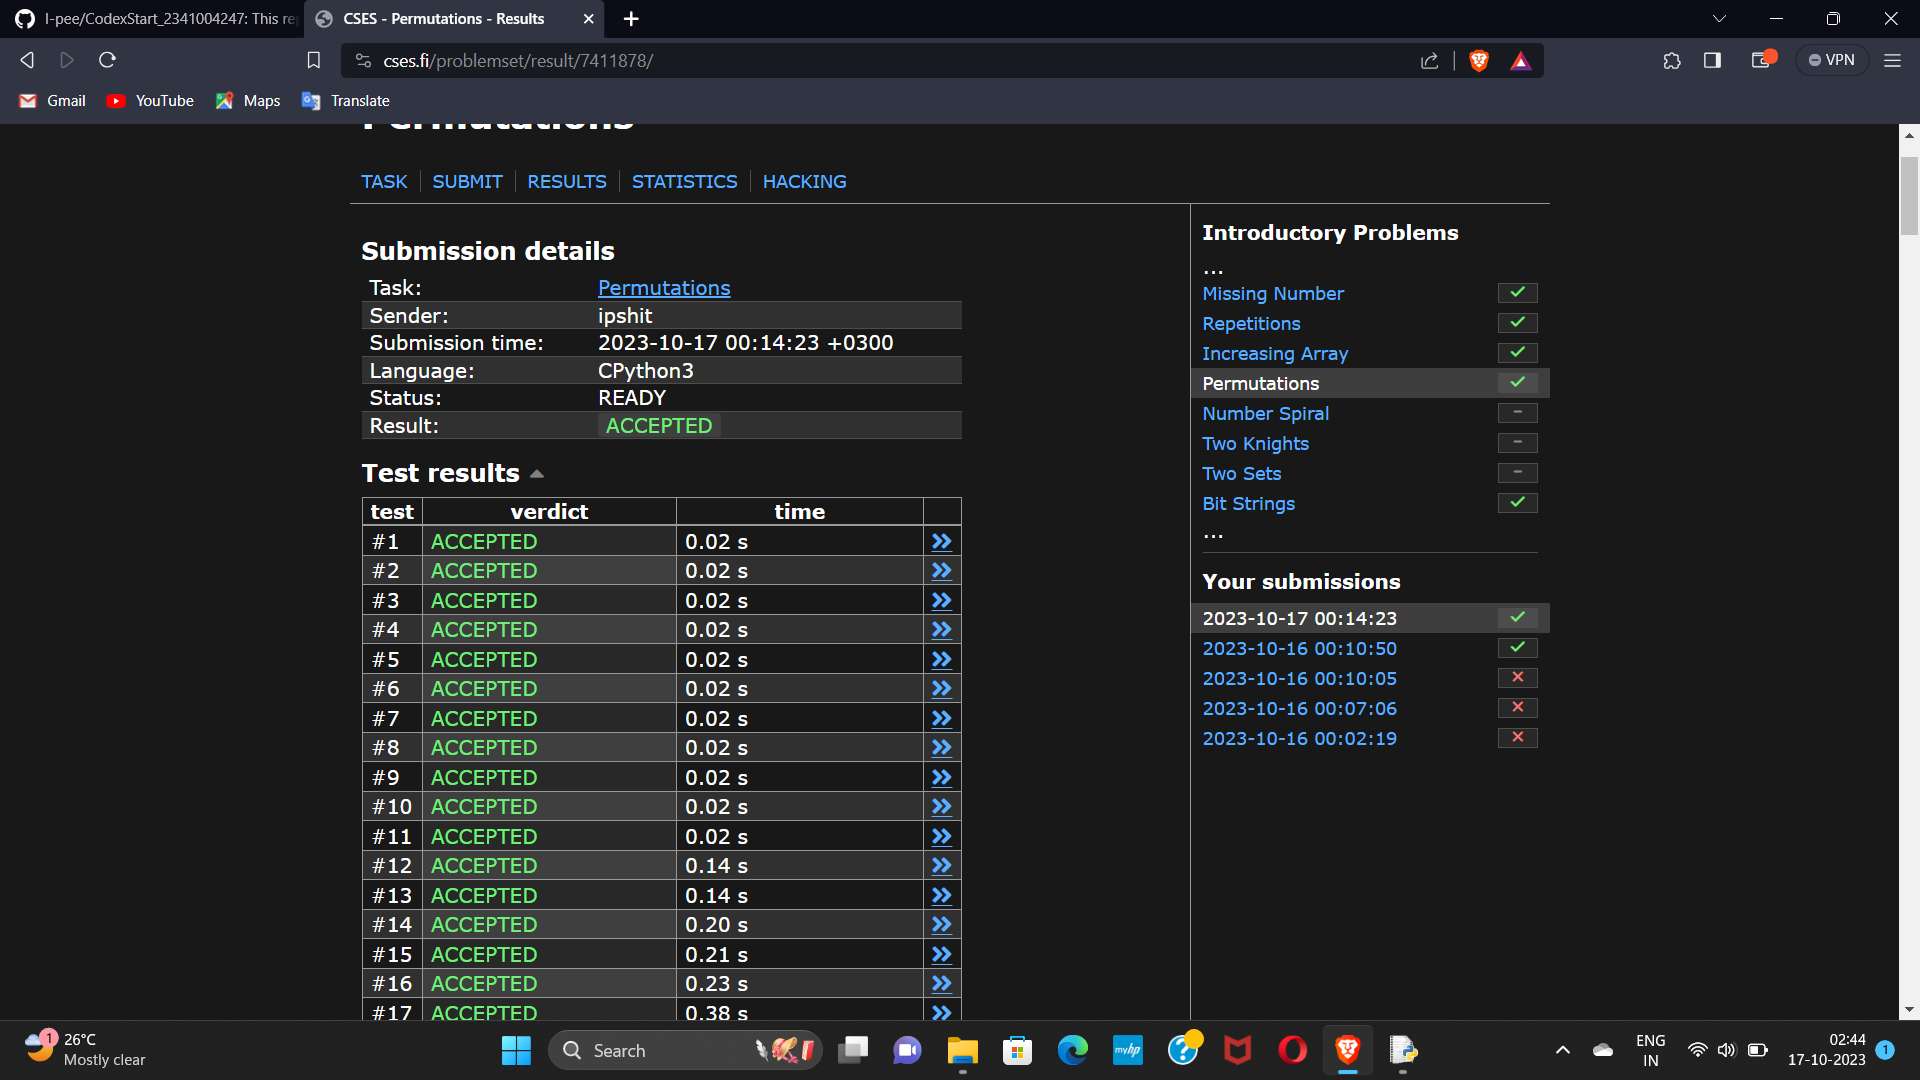 I-pee/CodexStart_2341004247: This re
CSES - Permutations - Results
cses.fi/problemset/result/7411878/
VPN
Gmail
YouTube
Maps
Translate
Permutations
TASK
SUBMIT
RESULTS
STATISTICS
HACKING
Submission details
Task: Permutations
Sender: ipshit
Submission time: 2023-10-17 00:14:23 +0300
Language: CPython3
Status: READY
Result: ACCEPTED
Test results
test verdict time
#1 ACCEPTED 0.02 s
#2 ACCEPTED 0.02 s
#3 ACCEPTED 0.02 s
#4 ACCEPTED 0.02 s
#5 ACCEPTED 0.02 s
#6 ACCEPTED 0.02 s
#7 ACCEPTED 0.02 s
#8 ACCEPTED 0.02 s
#9 ACCEPTED 0.02 s
#10 ACCEPTED 0.02 s
#11 ACCEPTED 0.02 s
#12 ACCEPTED 0.14 s
#13 ACCEPTED 0.14 s
#14 ACCEPTED 0.20 s
#15 ACCEPTED 0.21 s
#16 ACCEPTED 0.23 s
#17 ACCEPTED 0.38 s
Introductory Problems
...
Missing Number
Repetitions
Increasing Array
Permutations
Number Spiral
Two Knights
Two Sets
Bit Strings
...
Your submissions
2023-10-17 00:14:23
2023-10-16 00:10:50
2023-10-16 00:10:05
2023-10-16 00:07:06
2023-10-16 00:02:19
1
26°C
Mostly clear
Search
myhp
ENG
IN
02:44
17-10-2023
1